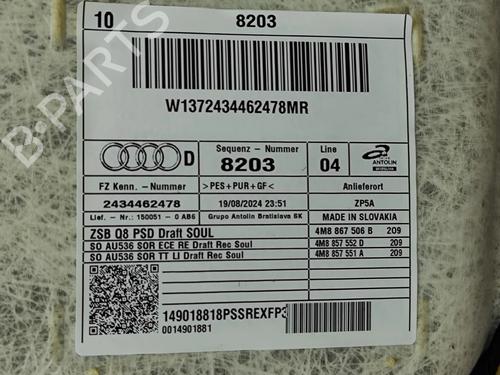 10 8203
W1372434462478MR
D Sequenz - Nummer Line
8203 04 ANTOLIN
FZ Kenn. - Nummer >PES+PUR+GF< Anlieferort
2434462478 19/08/2024 23:51 ZP5A
Lief. - Nr.: 150051 - 0 AB6 Grupo Antolin Bratislava SK MADE IN SLOVAKIA
ZSB Q8 PSD Draft SOUL 4M8 867 506 B 209
SO AU536 SOR ECE RE Draft Rec Soul 4M8 857 552 D 209
SO AU536 SOR TT LI Draft Rec Soul 4M8 857 551 A 209
149018818PSSREXFP3
0014901881
B-PARTS